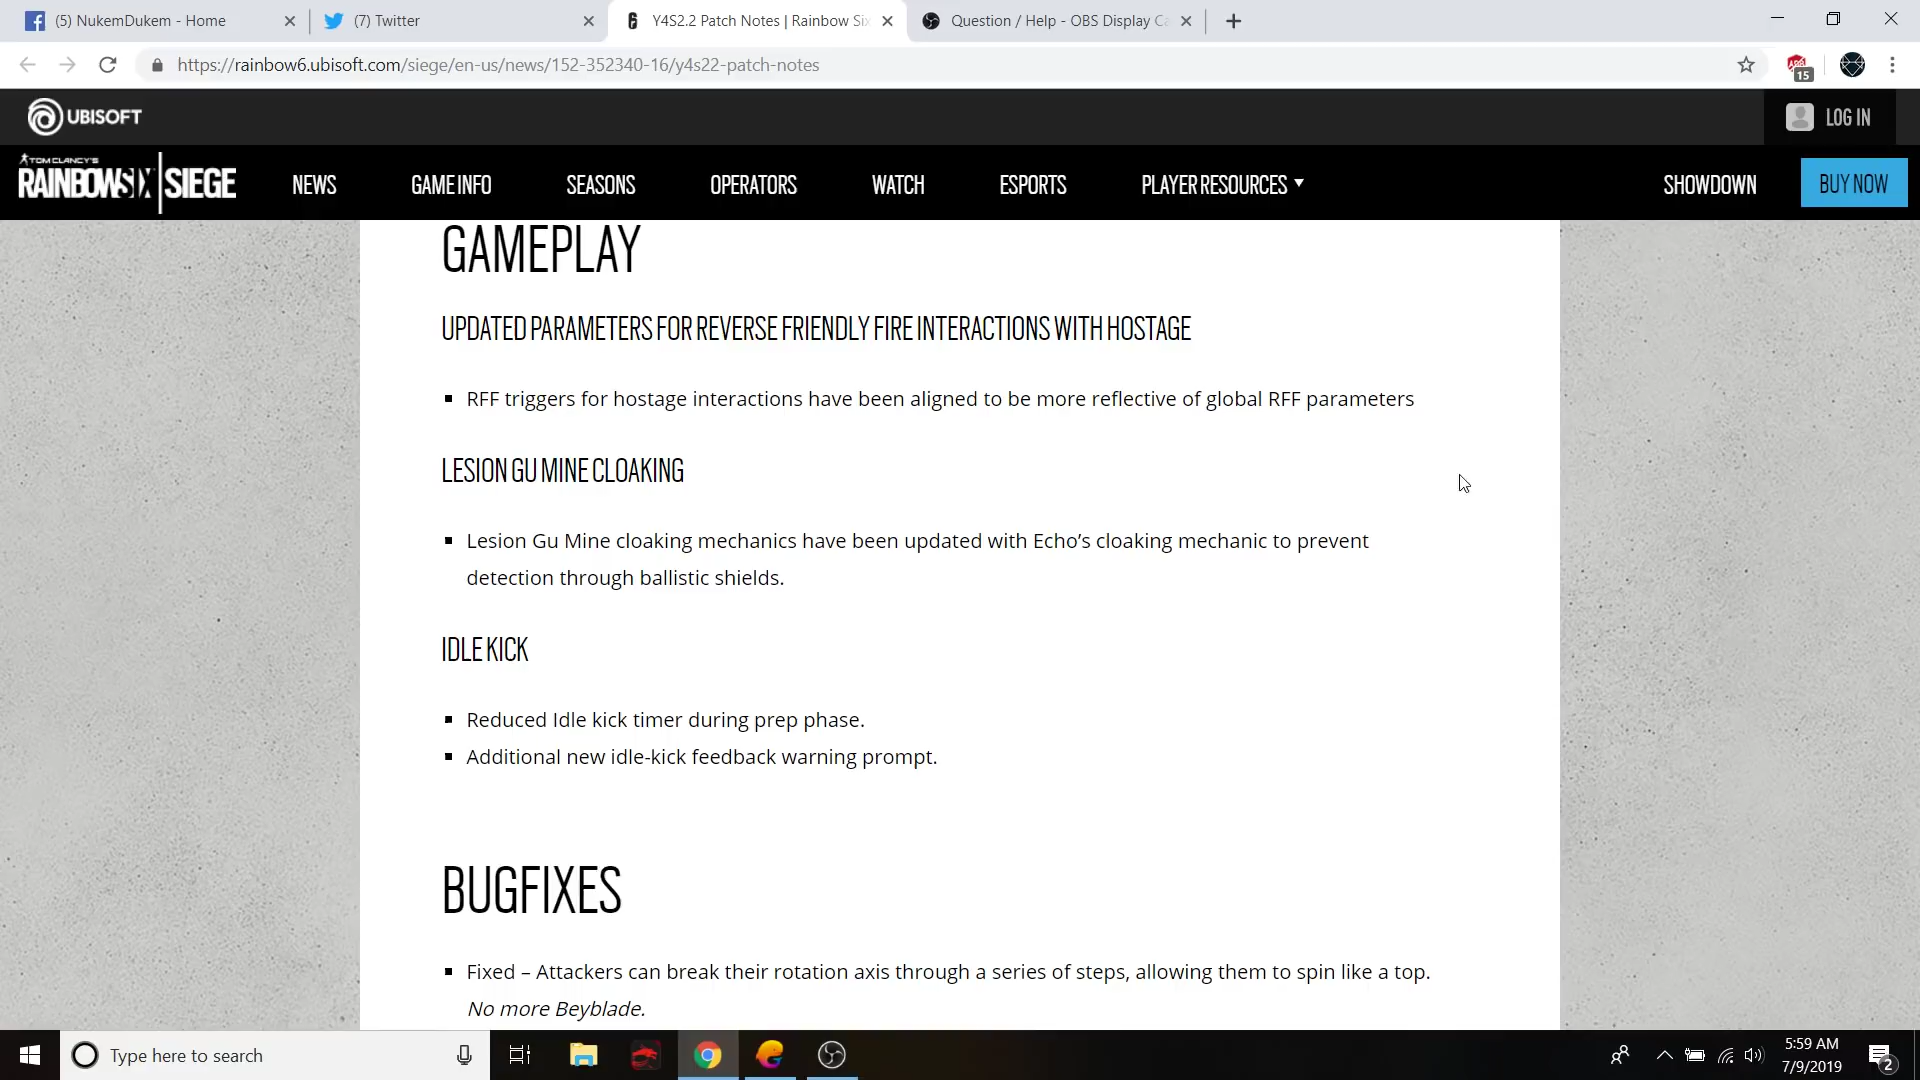 (5) NukemDukem - Home
(7) Twitter
Y4S2.2 Patch Notes | Rainbow Six
Question / Help - OBS Display Ca
https://rainbow6.ubisoft.com/siege/en-us/news/152-352340-16/y4s22-patch-notes
15
UBISOFT
LOG IN
TOM CLANCY'S
RAINBOW SIX | SIEGE
NEWS
GAME INFO
SEASONS
OPERATORS
WATCH
ESPORTS
PLAYER RESOURCES
SHOWDOWN
BUY NOW
GAMEPLAY
UPDATED PARAMETERS FOR REVERSE FRIENDLY FIRE INTERACTIONS WITH HOSTAGE
RFF triggers for hostage interactions have been aligned to be more reflective of global RFF parameters
LESION GU MINE CLOAKING
Lesion Gu Mine cloaking mechanics have been updated with Echo’s cloaking mechanic to prevent
detection through ballistic shields.
IDLE KICK
Reduced Idle kick timer during prep phase.
Additional new idle-kick feedback warning prompt.
BUGFIXES
Fixed – Attackers can break their rotation axis through a series of steps, allowing them to spin like a top.
No more Beyblade.
Type here to search
5:59 AM
7/9/2019
2